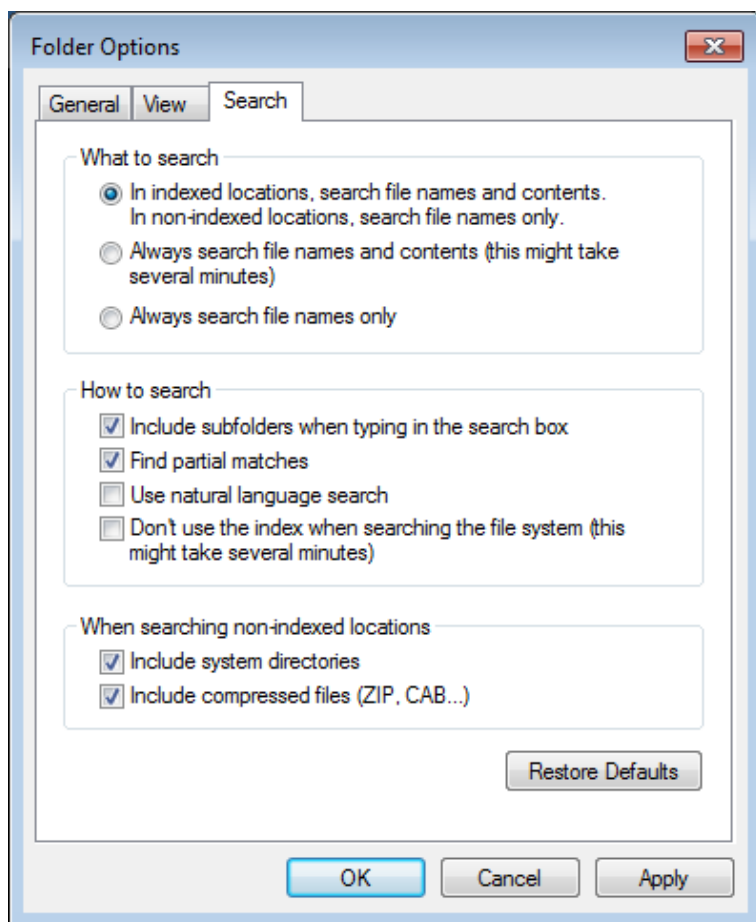 Folder Options
General View Search
What to search
In indexed locations, search file names and contents.
In non-indexed locations, search file names only.
Always search file names and contents (this might take
several minutes)
Always search file names only
How to search
Include subfolders when typing in the search box
Find partial matches
Use natural language search
Don't use the index when searching the file system (this
might take several minutes)
When searching non-indexed locations
Include system directories
Include compressed files (ZIP, CAB...)
Restore Defaults
OK Cancel Apply